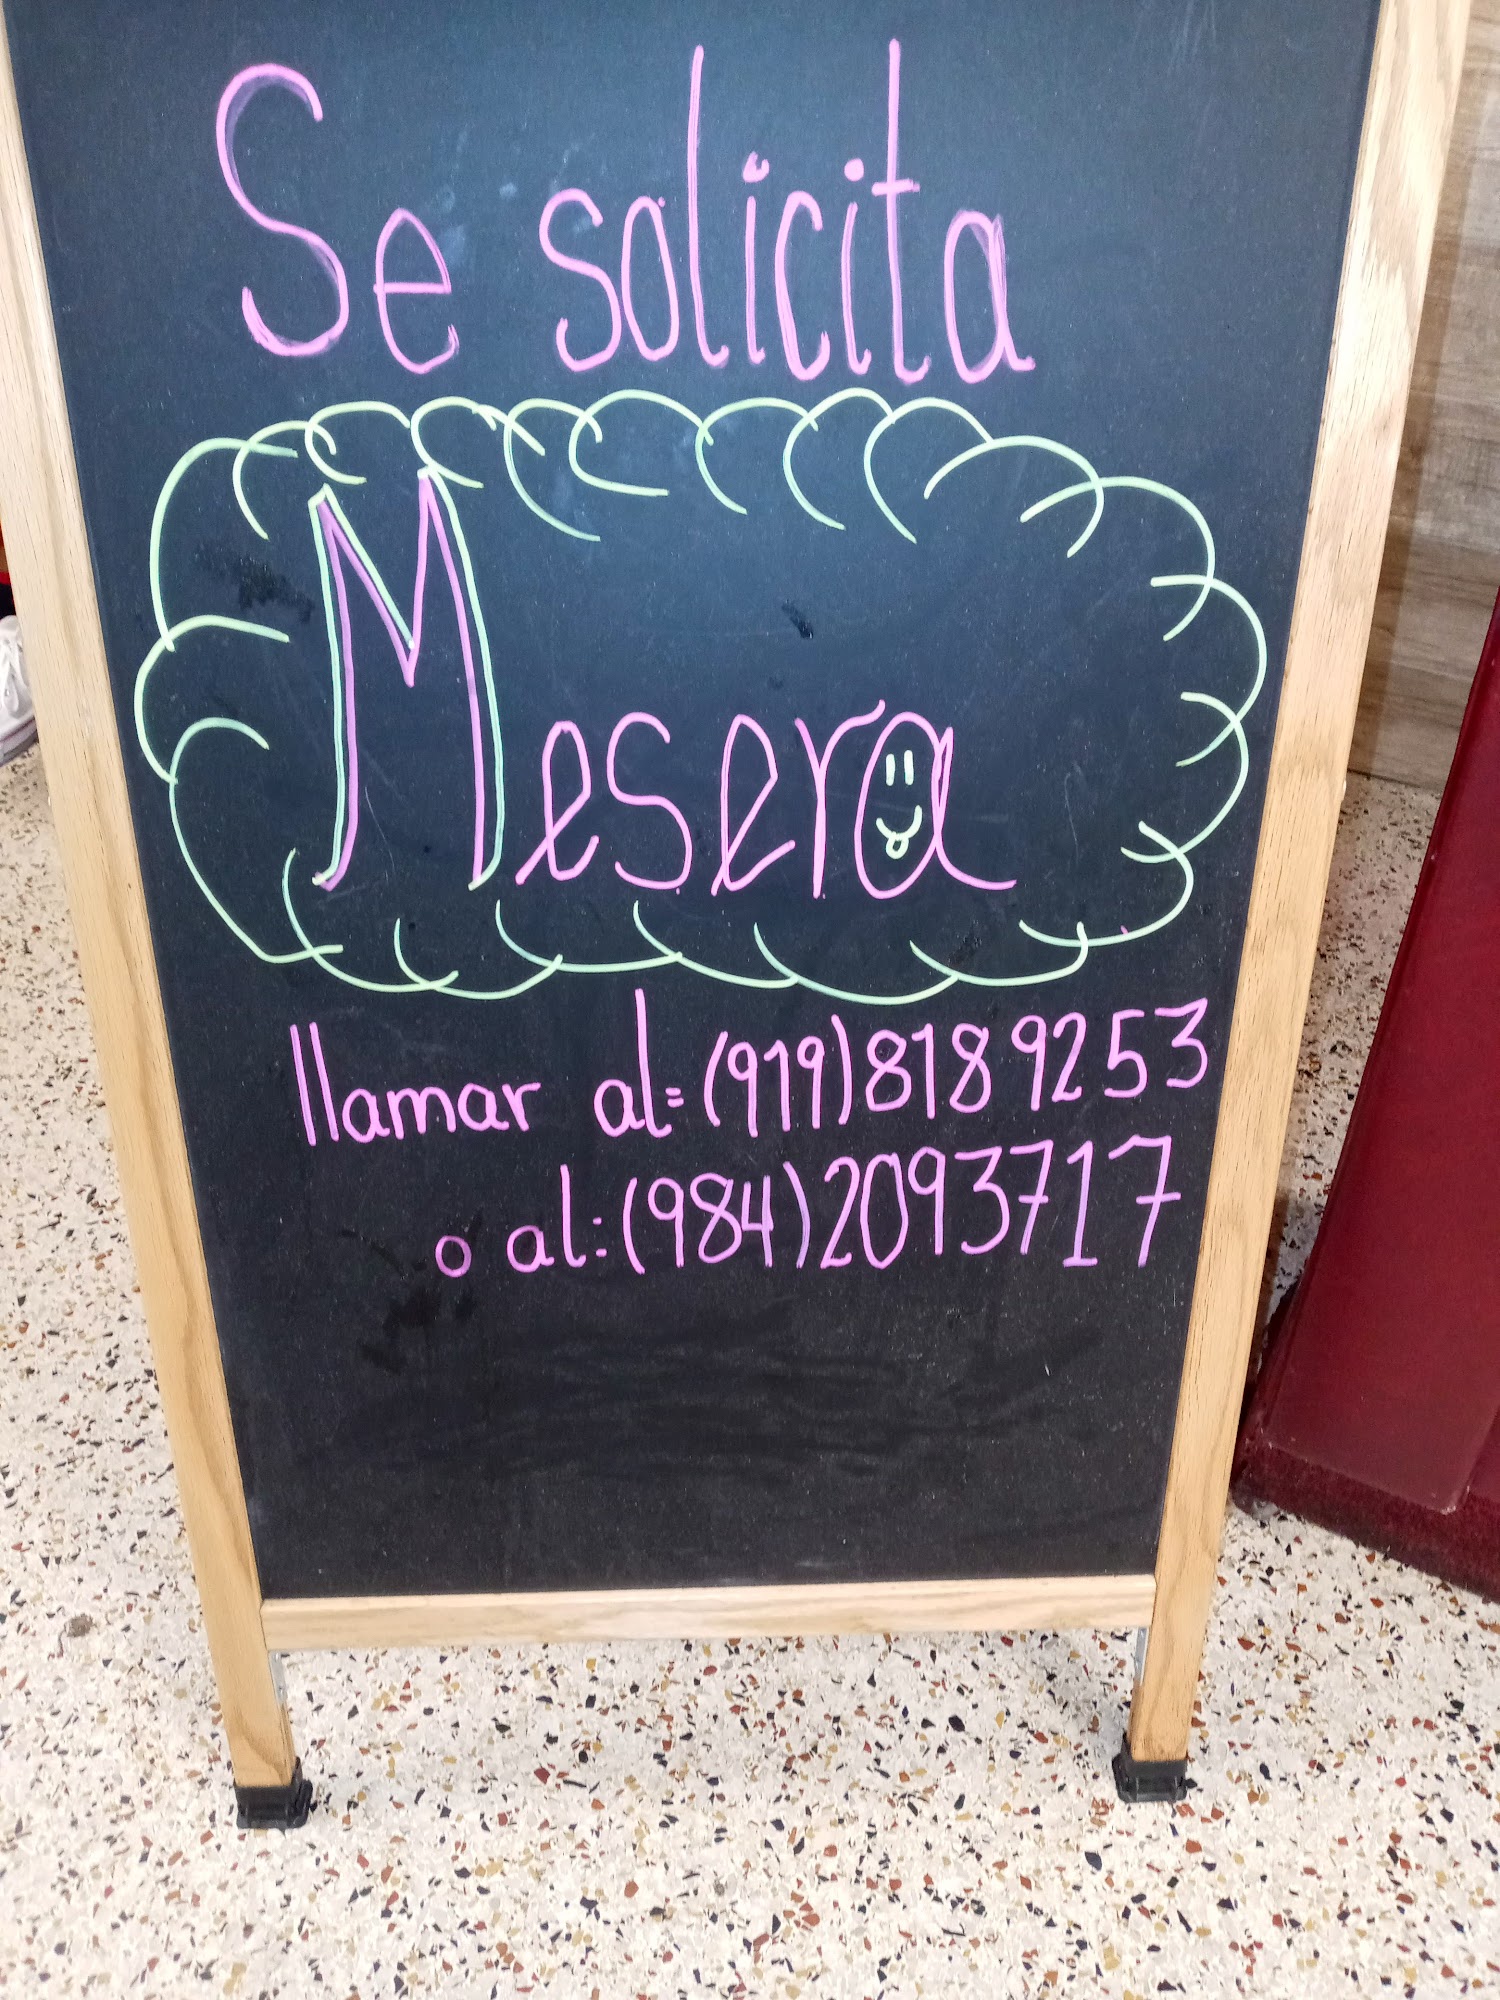 Se solicita
Mesera
llamar al=(919)8189253
o al:(984)2093717